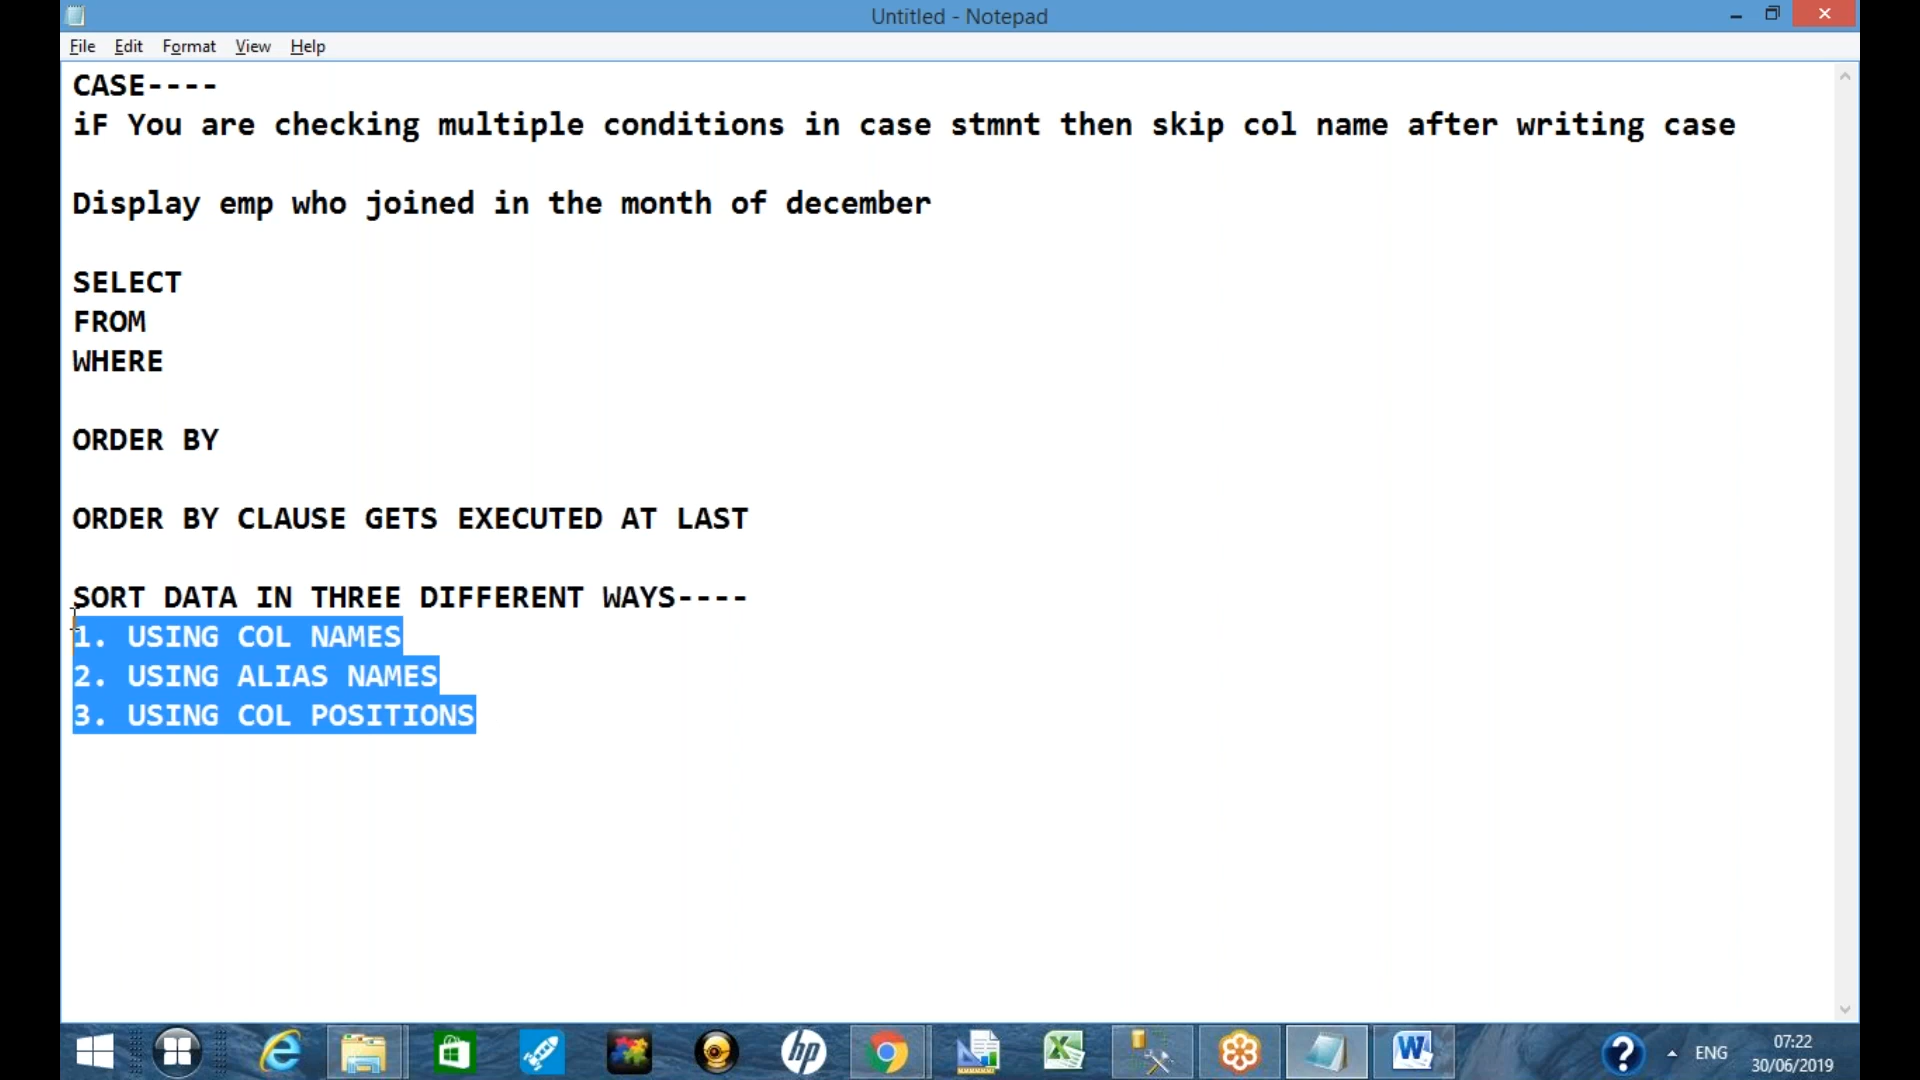 Untitled - Notepad
File Edit Format View Help
CASE----
iF You are checking multiple conditions in case stmnt then skip col name after writing case
Display emp who joined in the month of december
SELECT
FROM
WHERE
ORDER BY
ORDER BY CLAUSE GETS EXECUTED AT LAST
SORT DATA IN THREE DIFFERENT WAYS----
1. USING COL NAMES
2. USING ALIAS NAMES
3. USING COL POSITIONS
hp
?
ENG
07:22
30/06/2019